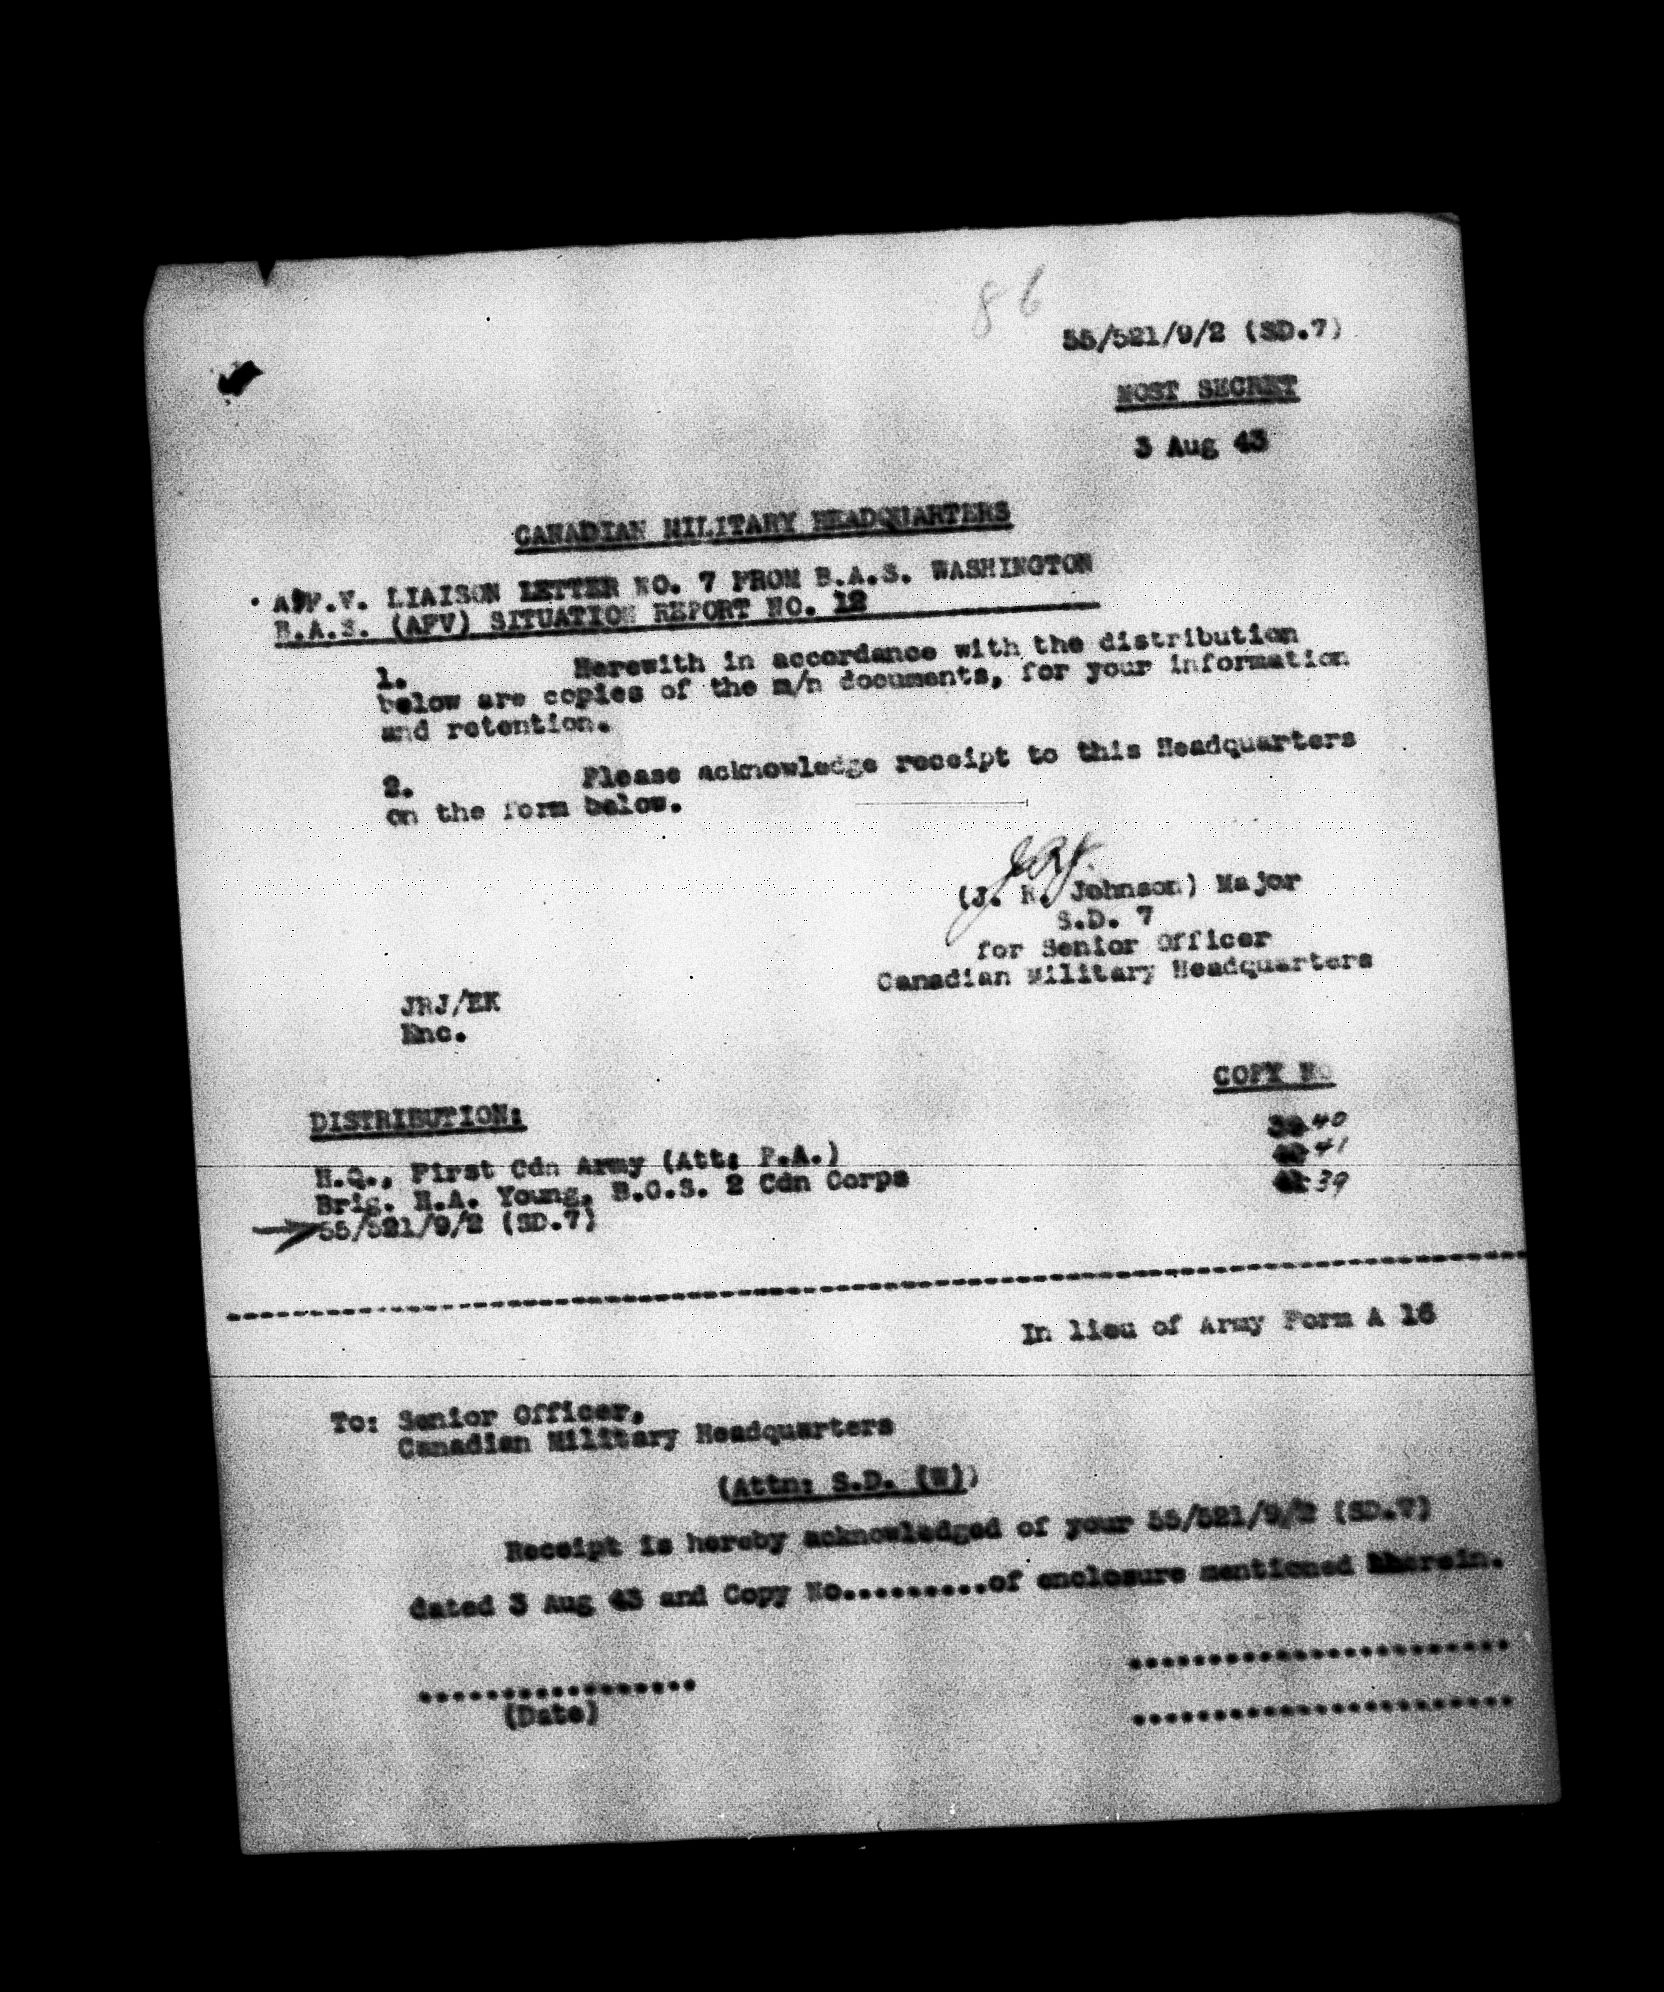 86
55/521/9/2 (SD.7)
MOST SECRET
3 Aug 43
CANADIAN MILITARY HEADQUARTERS
A.F.V. LIAISON LETTER NO. 7 FROM B.A.S. WASHINGTON
B.A.S. (AFV) SITUATION REPORT NO. 12
1. Herewith in accordance with the distribution
below are copies of the m/n documents, for your information
and retention.
2. Please acknowledge receipt to this Headquarters
on the form below.
(J. R. Johnson) Major
S.D. 7
for Senior Officer
Canadian Military Headquarters
JRJ/EK
Enc.
COPY NO
DISTRIBUTION:
H.Q., First Cdn Army (Att: P.A.) 40
Brig. H.A. Young, B.G.S. 2 Cdn Corps 41
55/521/9/2 (SD.7) 39
In lieu of Army Form A 16
To: Senior Officer,
Canadian Military Headquarters
(Attn: S.D. (W))
Receipt is hereby acknowledged of your 55/521/9/2 (SD.7)
dated 3 Aug 43 and Copy No.........of enclosure mentioned therein.
(Date)